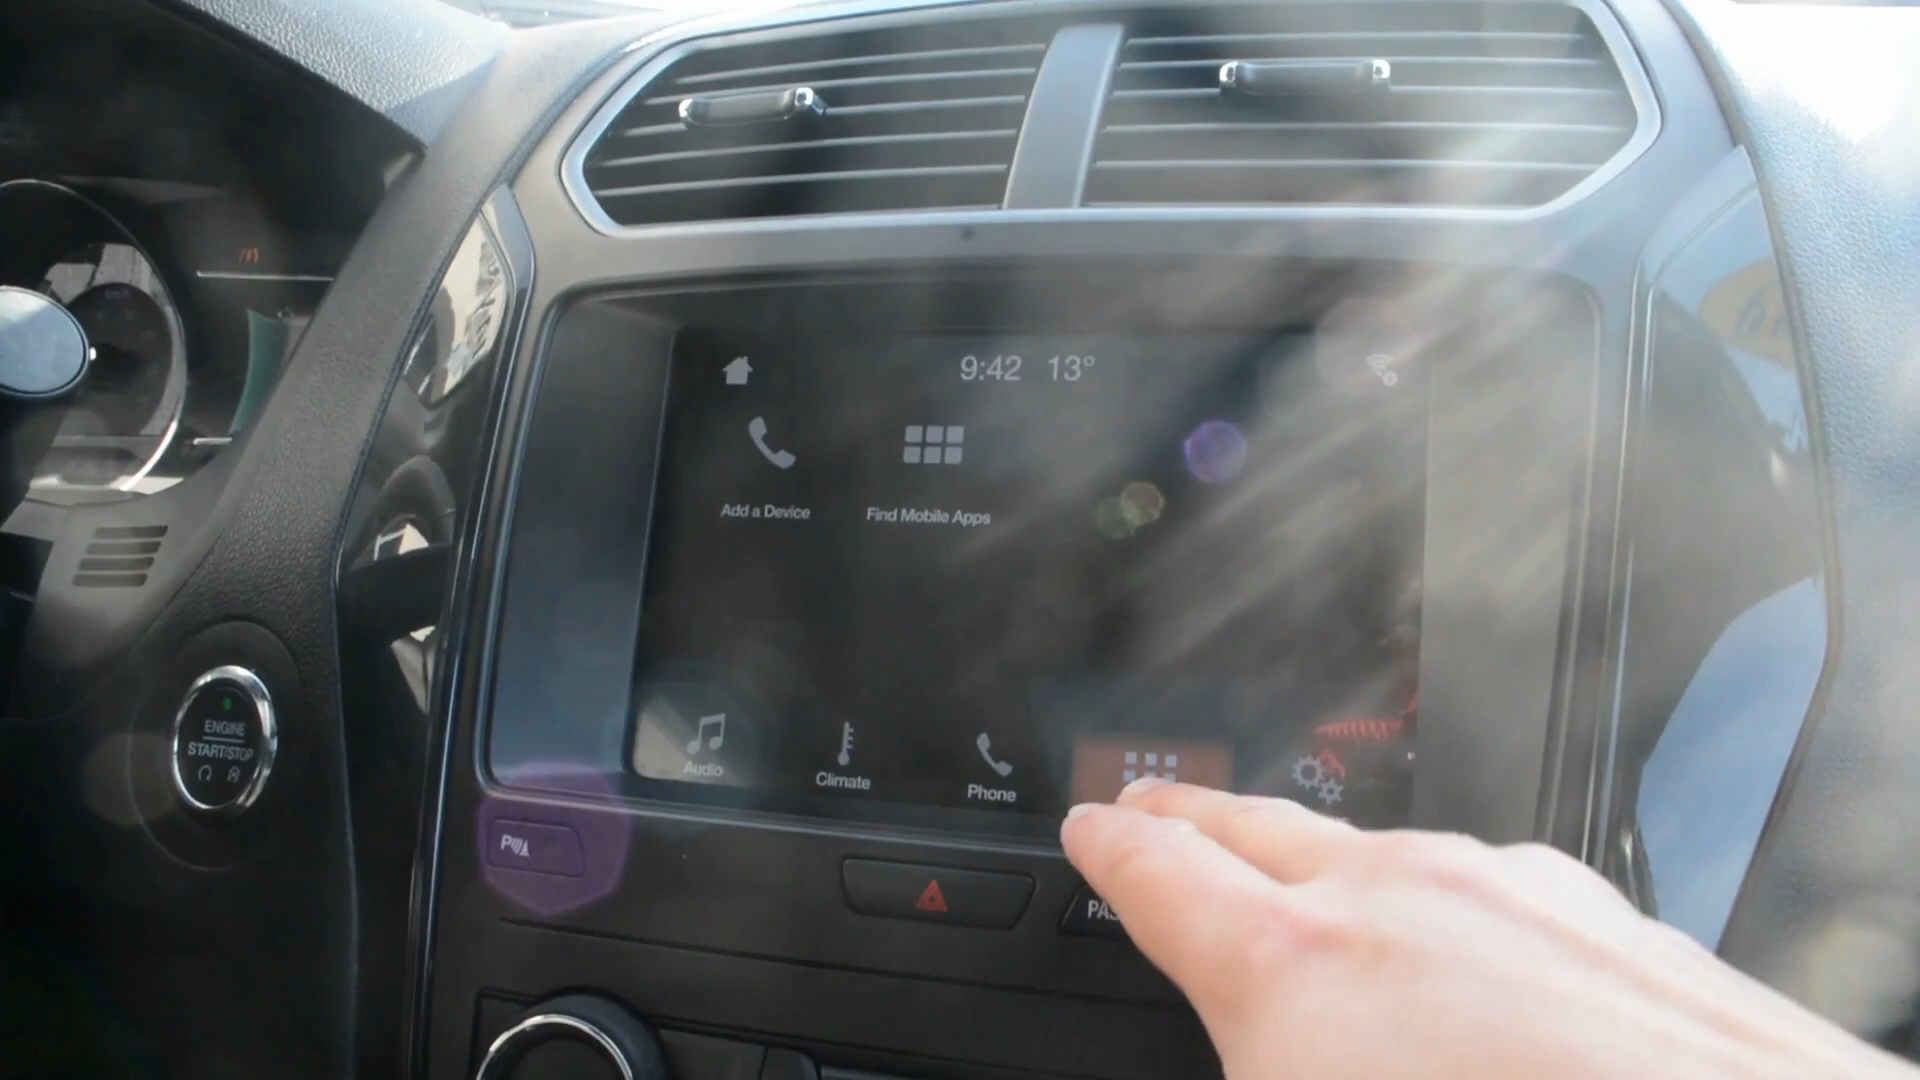 9:42 13°
Add a Device
Find Mobile Apps
Audio
Climate
Phone
ENGINE
START/STOP
P